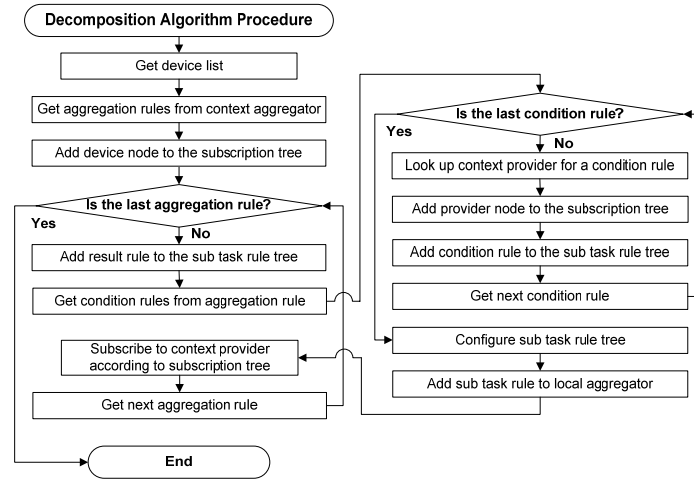 Decomposition Algorithm Procedure
Get device list
Get aggregation rules from context aggregator
Add device node to the subscription tree
Is the last aggregation rule?
Yes
No
Add result rule to the sub task rule tree
Get condition rules from aggregation rule
Subscribe to context provider
according to subscription tree
Get next aggregation rule
End
Is the last condition rule?
Yes
No
Look up context provider for a condition rule
Add provider node to the subscription tree
Add condition rule to the sub task rule tree
Get next condition rule
Configure sub task rule tree
Add sub task rule to local aggregator